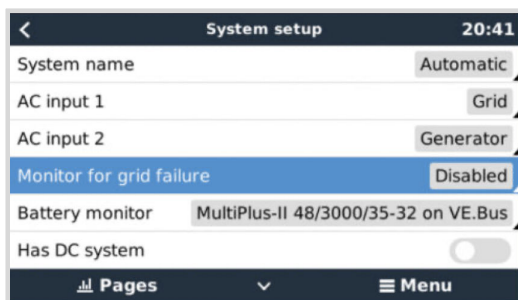 System setup 20:41
System name Automatic
AC input 1 Grid
AC input 2 Generator
Monitor for grid failure Disabled
Battery monitor MultiPlus-II 48/3000/35-32 on VE.Bus
Has DC system
Pages Menu